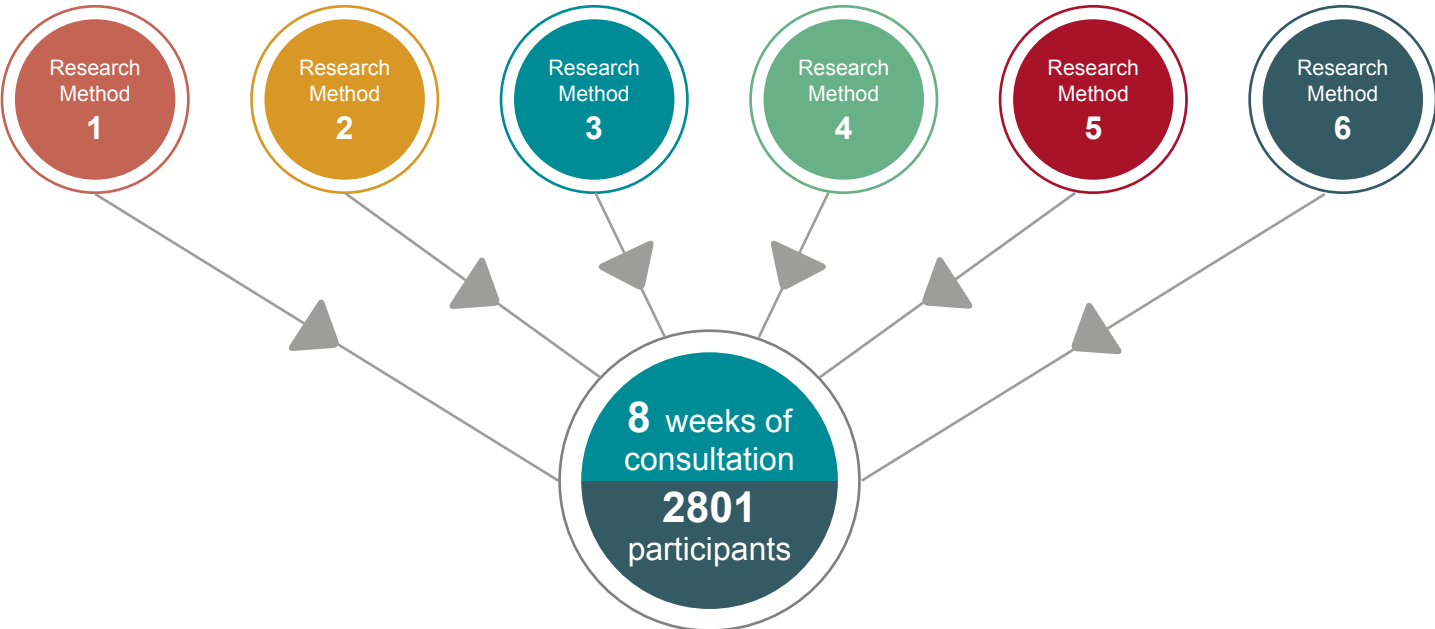 Research
Method
1
Research
Method
2
Research
Method
3
Research
Method
4
Research
Method
5
Research
Method
6
8 weeks of
consultation
2801
participants